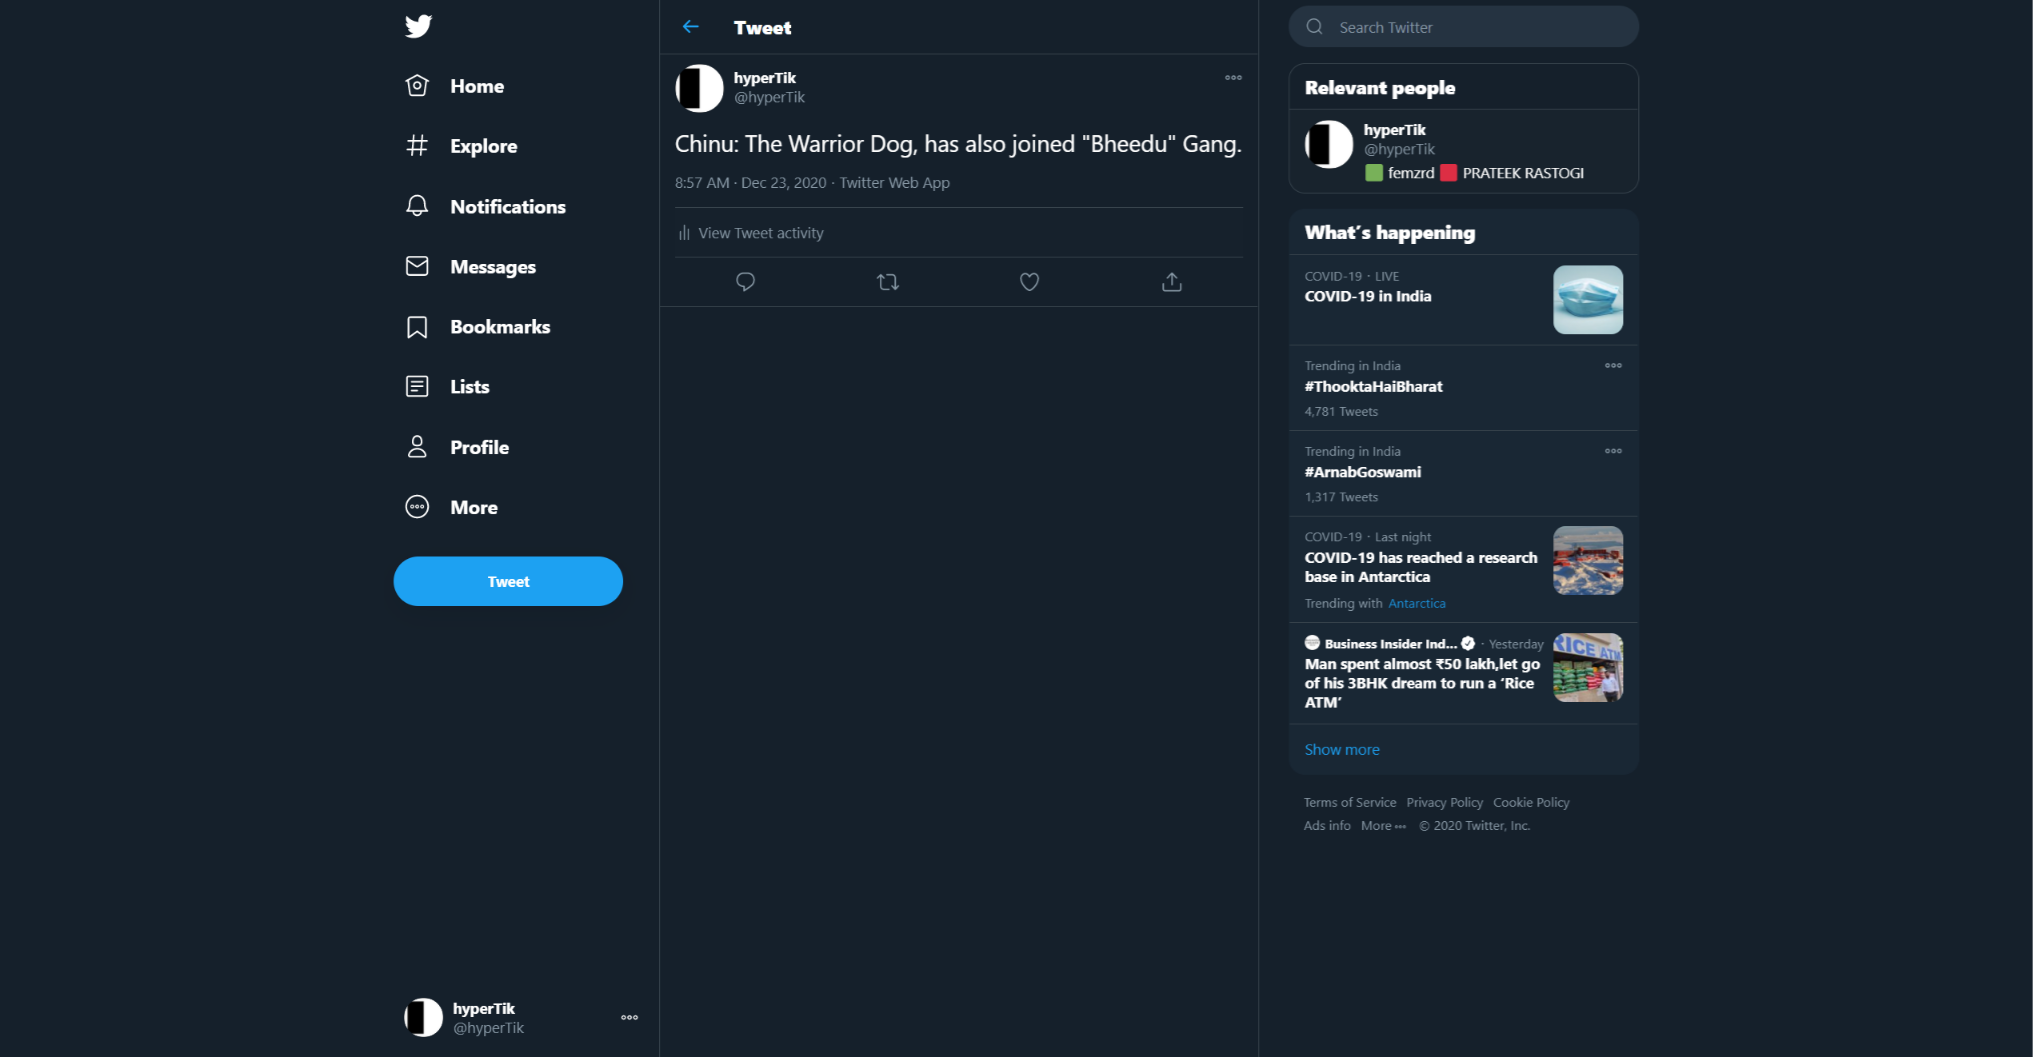 Home
Explore
Notifications
Messages
Bookmarks
Lists
Profile
More
Tweet
hyperTik
@hyperTik
Tweet
hyperTik
@hyperTik
Chinu: The Warrior Dog, has also joined "Bheedu" Gang.
8:57 AM · Dec 23, 2020 · Twitter Web App
View Tweet activity
Search Twitter
Relevant people
hyperTik
@hyperTik
femzrd PRATEEK RASTOGI
What's happening
COVID-19 · LIVE
COVID-19 in India
Trending in India
#ThooktaHaiBharat
4,781 Tweets
Trending in India
#ArnabGoswami
1,317 Tweets
COVID-19 · Last night
COVID-19 has reached a research
base in Antarctica
Trending with Antarctica
Business Insider Ind... · Yesterday
Man spent almost ₹50 lakh,let go
of his 3BHK dream to run a ‘Rice
ATM’
RICE ATM
Show more
Terms of Service Privacy Policy Cookie Policy
Ads info More ··· © 2020 Twitter, Inc.